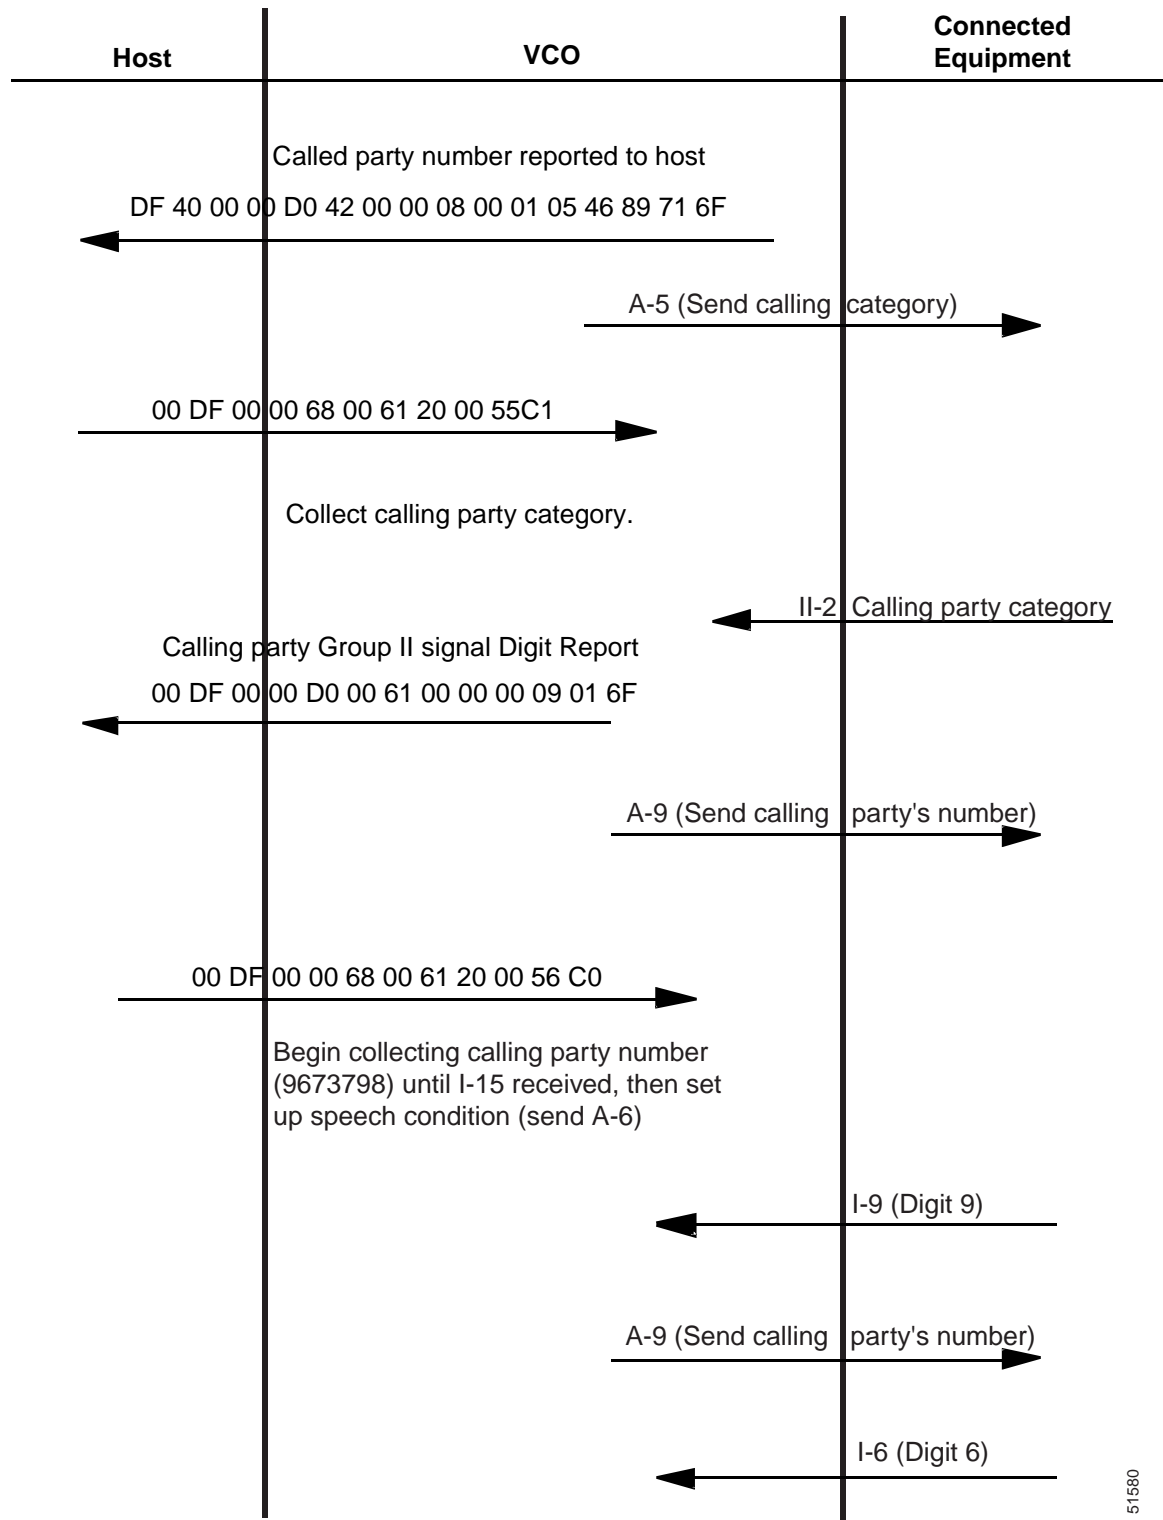 Host
VCO
Connected
Equipment
Called party number reported to host
DF 40 00 00 D0 42 00 00 08 00 01 05 46 89 71 6F
A-5 (Send calling category)
00 DF 00 00 68 00 61 20 00 55C1
Collect calling party category.
II-2 Calling party category
Calling party Group II signal Digit Report
00 DF 00 00 D0 00 61 00 00 00 09 01 6F
A-9 (Send calling party's number)
00 DF 00 00 68 00 61 20 00 56 C0
Begin collecting calling party number
(9673798) until I-15 received, then set
up speech condition (send A-6)
I-9 (Digit 9)
A-9 (Send calling party's number)
I-6 (Digit 6)
51580